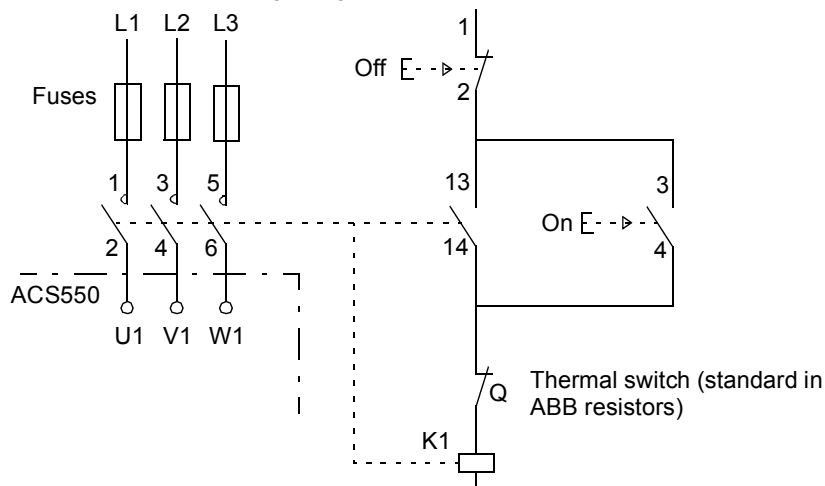 L1 L2 L3
Fuses
1 3 5
2 4 6
ACS550
U1 V1 W1
1
Off
2
13 3
On
14 4
Q
Thermal switch (standard in
ABB resistors)
K1